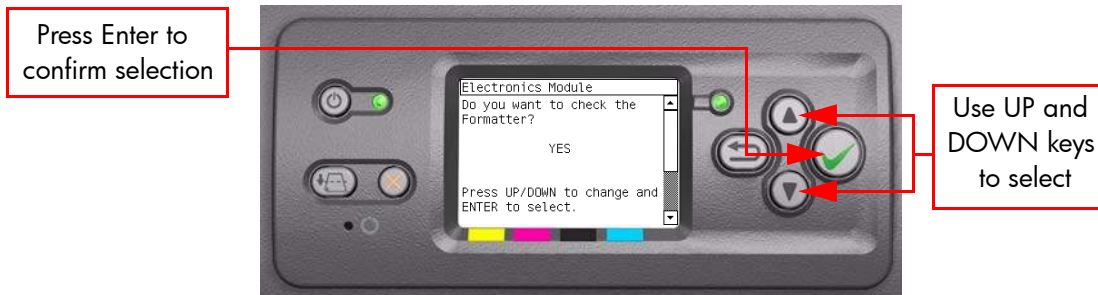 Press Enter to
confirm selection
Electronics Module
Do you want to check the
Formatter?
YES
Press UP/DOWN to change and
ENTER to select.
Use UP and
DOWN keys
to select